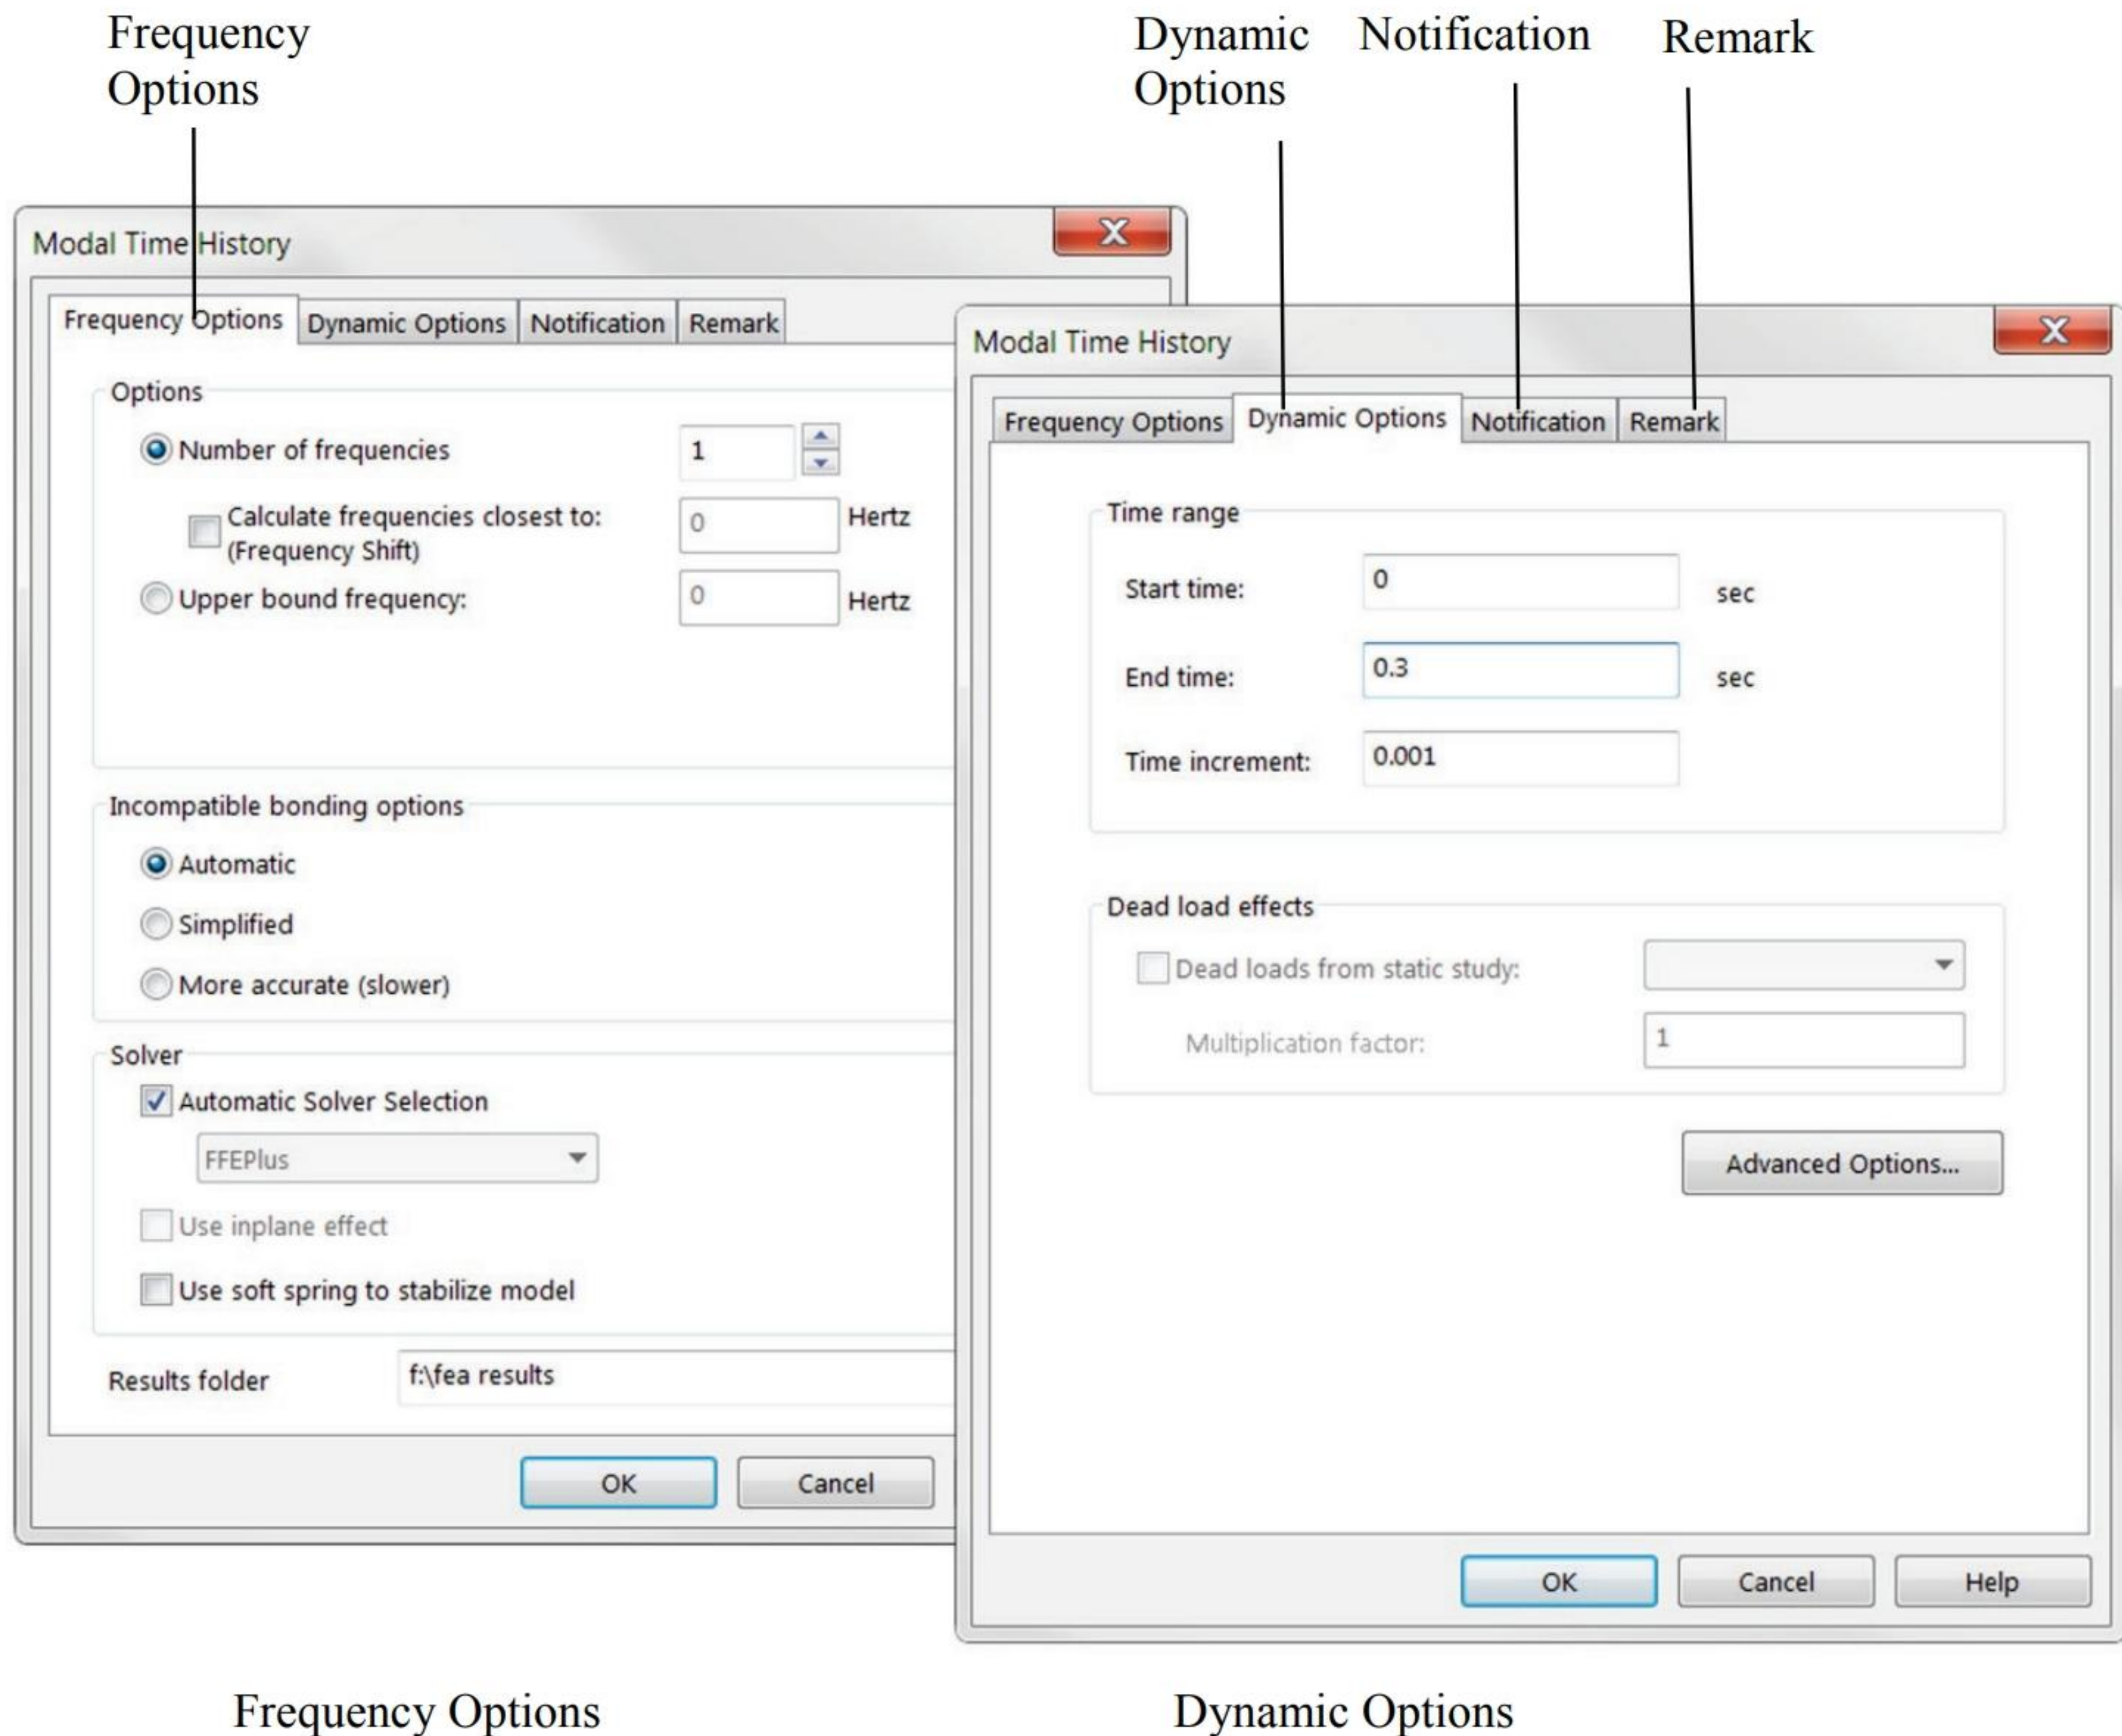 Frequency
Options
Dynamic
Options
Notification
Remark
Modal Time History
Frequency Options
Dynamic Options
Notification
Remark
Options
Number of frequencies
1
Calculate frequencies closest to:
(Frequency Shift)
0
Hertz
Upper bound frequency:
0
Hertz
Incompatible bonding options
Automatic
Simplified
More accurate (slower)
Solver
Automatic Solver Selection
FFEPlus
Use inplane effect
Use soft spring to stabilize model
Results folder
f:\fea results
OK
Cancel
Modal Time History
Frequency Options
Dynamic Options
Notification
Remark
Time range
Start time:
0
sec
End time:
0.3
sec
Time increment:
0.001
Dead load effects
Dead loads from static study:
Multiplication factor:
1
Advanced Options...
OK
Cancel
Help
Frequency Options
Dynamic Options